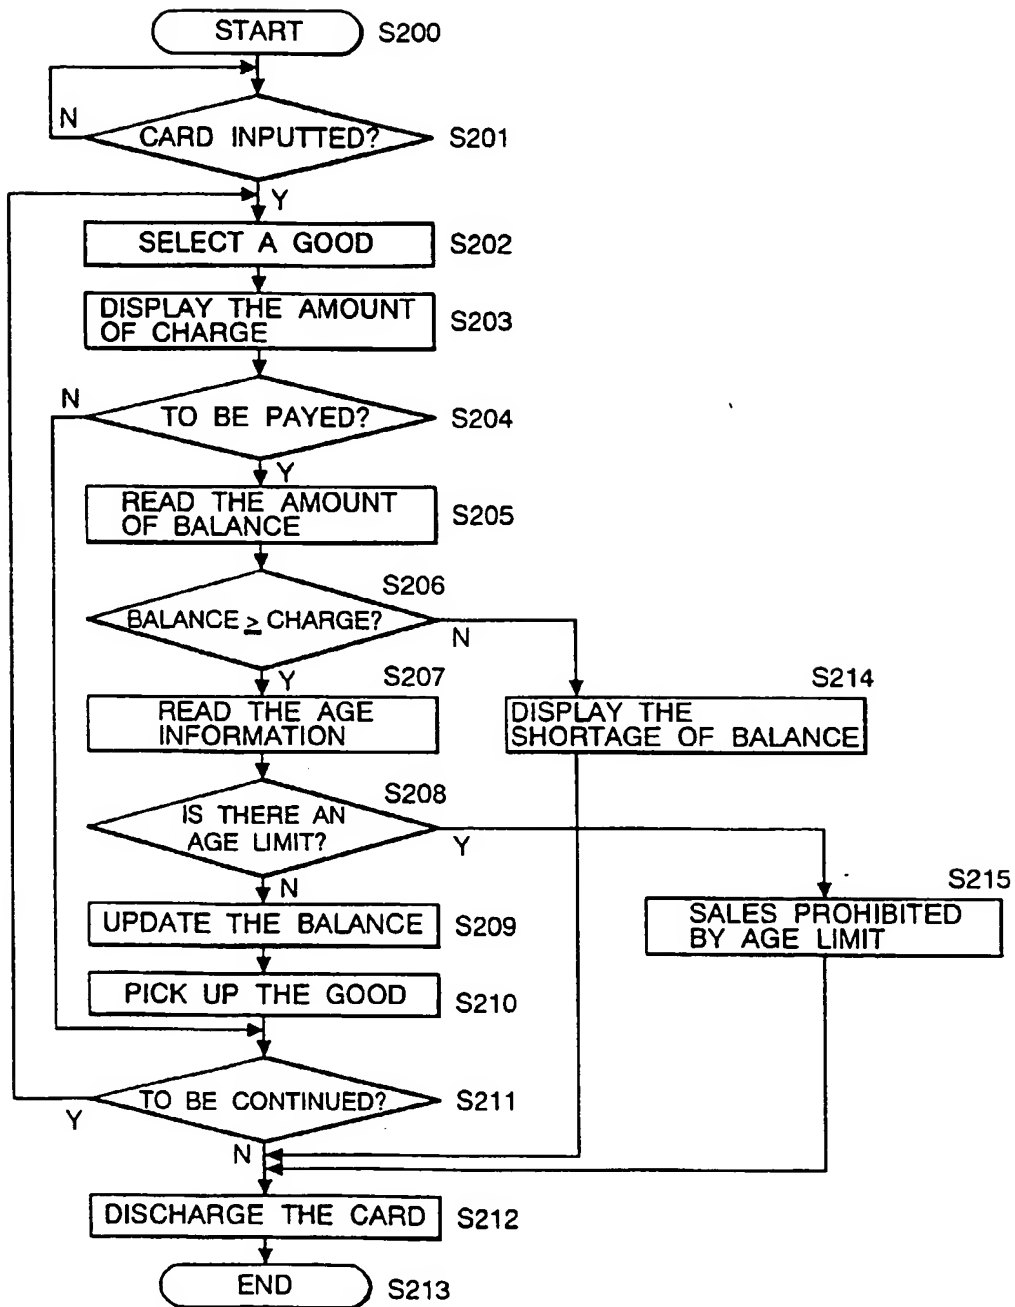 START S200
N
CARD INPUTTED? S201
Y
SELECT A GOOD S202
DISPLAY THE AMOUNT
OF CHARGE S203
N
TO BE PAYED? S204
Y
READ THE AMOUNT
OF BALANCE S205
S206
BALANCE ≥ CHARGE?
N
Y S207
READ THE AGE
INFORMATION
S214
DISPLAY THE
SHORTAGE OF BALANCE
S208
IS THERE AN
AGE LIMIT?
Y
N
S215
SALES PROHIBITED
BY AGE LIMIT
UPDATE THE BALANCE S209
PICK UP THE GOOD S210
TO BE CONTINUED? S211
Y
N
DISCHARGE THE CARD S212
END S213